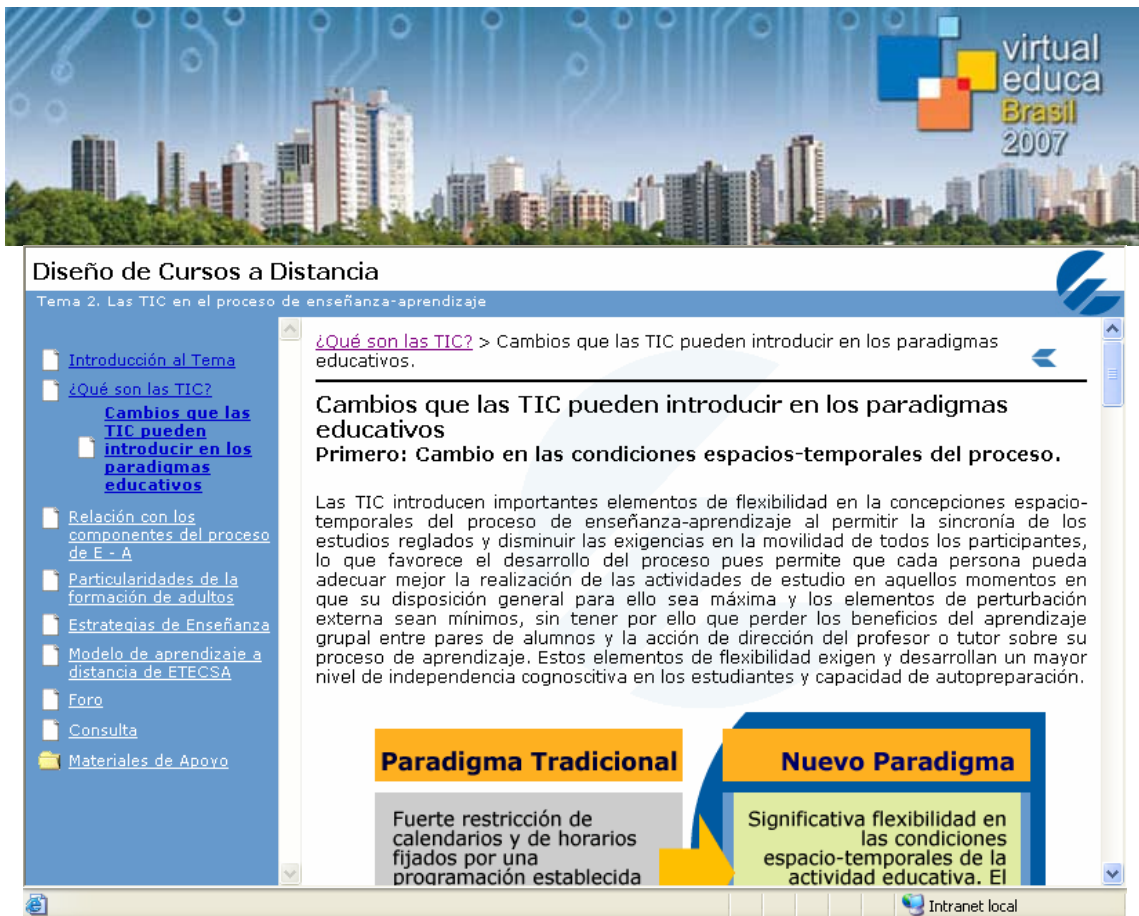 virtual
educa
Brasil
2007
Diseño de Cursos a Distancia
Tema 2. Las TIC en el proceso de enseñanza-aprendizaje
Introducción al Tema
¿Qué son las TIC?
Cambios que las
TIC pueden
introducir en los
paradigmas
educativos
Relación con los
componentes del proceso
de E - A
Particularidades de la
formación de adultos
Estrategias de Enseñanza
Modelo de aprendizaje a
distancia de ETECSA
Foro
Consulta
Materiales de Apoyo
¿Qué son las TIC? > Cambios que las TIC pueden introducir en los paradigmas
educativos.
Cambios que las TIC pueden introducir en los paradigmas
educativos
Primero: Cambio en las condiciones espacios-temporales del proceso.
Las TIC introducen importantes elementos de flexibilidad en la concepciones espacio-
temporales del proceso de enseñanza-aprendizaje al permitir la sincronía de los
estudios reglados y disminuir las exigencias en la movilidad de todos los participantes,
lo que favorece el desarrollo del proceso pues permite que cada persona pueda
adecuar mejor la realización de las actividades de estudio en aquellos momentos en
que su disposición general para ello sea máxima y los elementos de perturbación
externa sean mínimos, sin tener por ello que perder los beneficios del aprendizaje
grupal entre pares de alumnos y la acción de dirección del profesor o tutor sobre su
proceso de aprendizaje. Estos elementos de flexibilidad exigen y desarrollan un mayor
nivel de independencia cognoscitiva en los estudiantes y capacidad de autopreparación.
Paradigma Tradicional
Fuerte restricción de
calendarios y de horarios
fijados por una
programación establecida
Nuevo Paradigma
Significativa flexibilidad en
las condiciones
espacio-temporales de la
actividad educativa. El
Intranet local